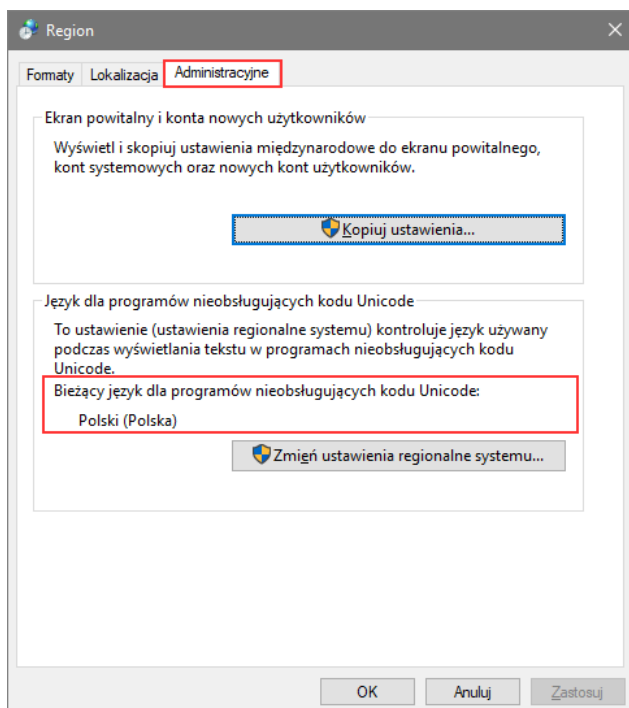 Region
Formaty Lokalizacja Administracyjne
Ekran powitalny i konta nowych użytkowników
Wyświetl i skopiuj ustawienia międzynarodowe do ekranu powitalnego,
kont systemowych oraz nowych kont użytkowników.
Kopiuj ustawienia...
Język dla programów nieobsługujących kodu Unicode
To ustawienie (ustawienia regionalne systemu) kontroluje język używany
podczas wyświetlania tekstu w programach nieobsługujących kodu
Unicode.
Bieżący język dla programów nieobsługujących kodu Unicode:
Polski (Polska)
Zmień ustawienia regionalne systemu...
OK Anuluj Zastosuj